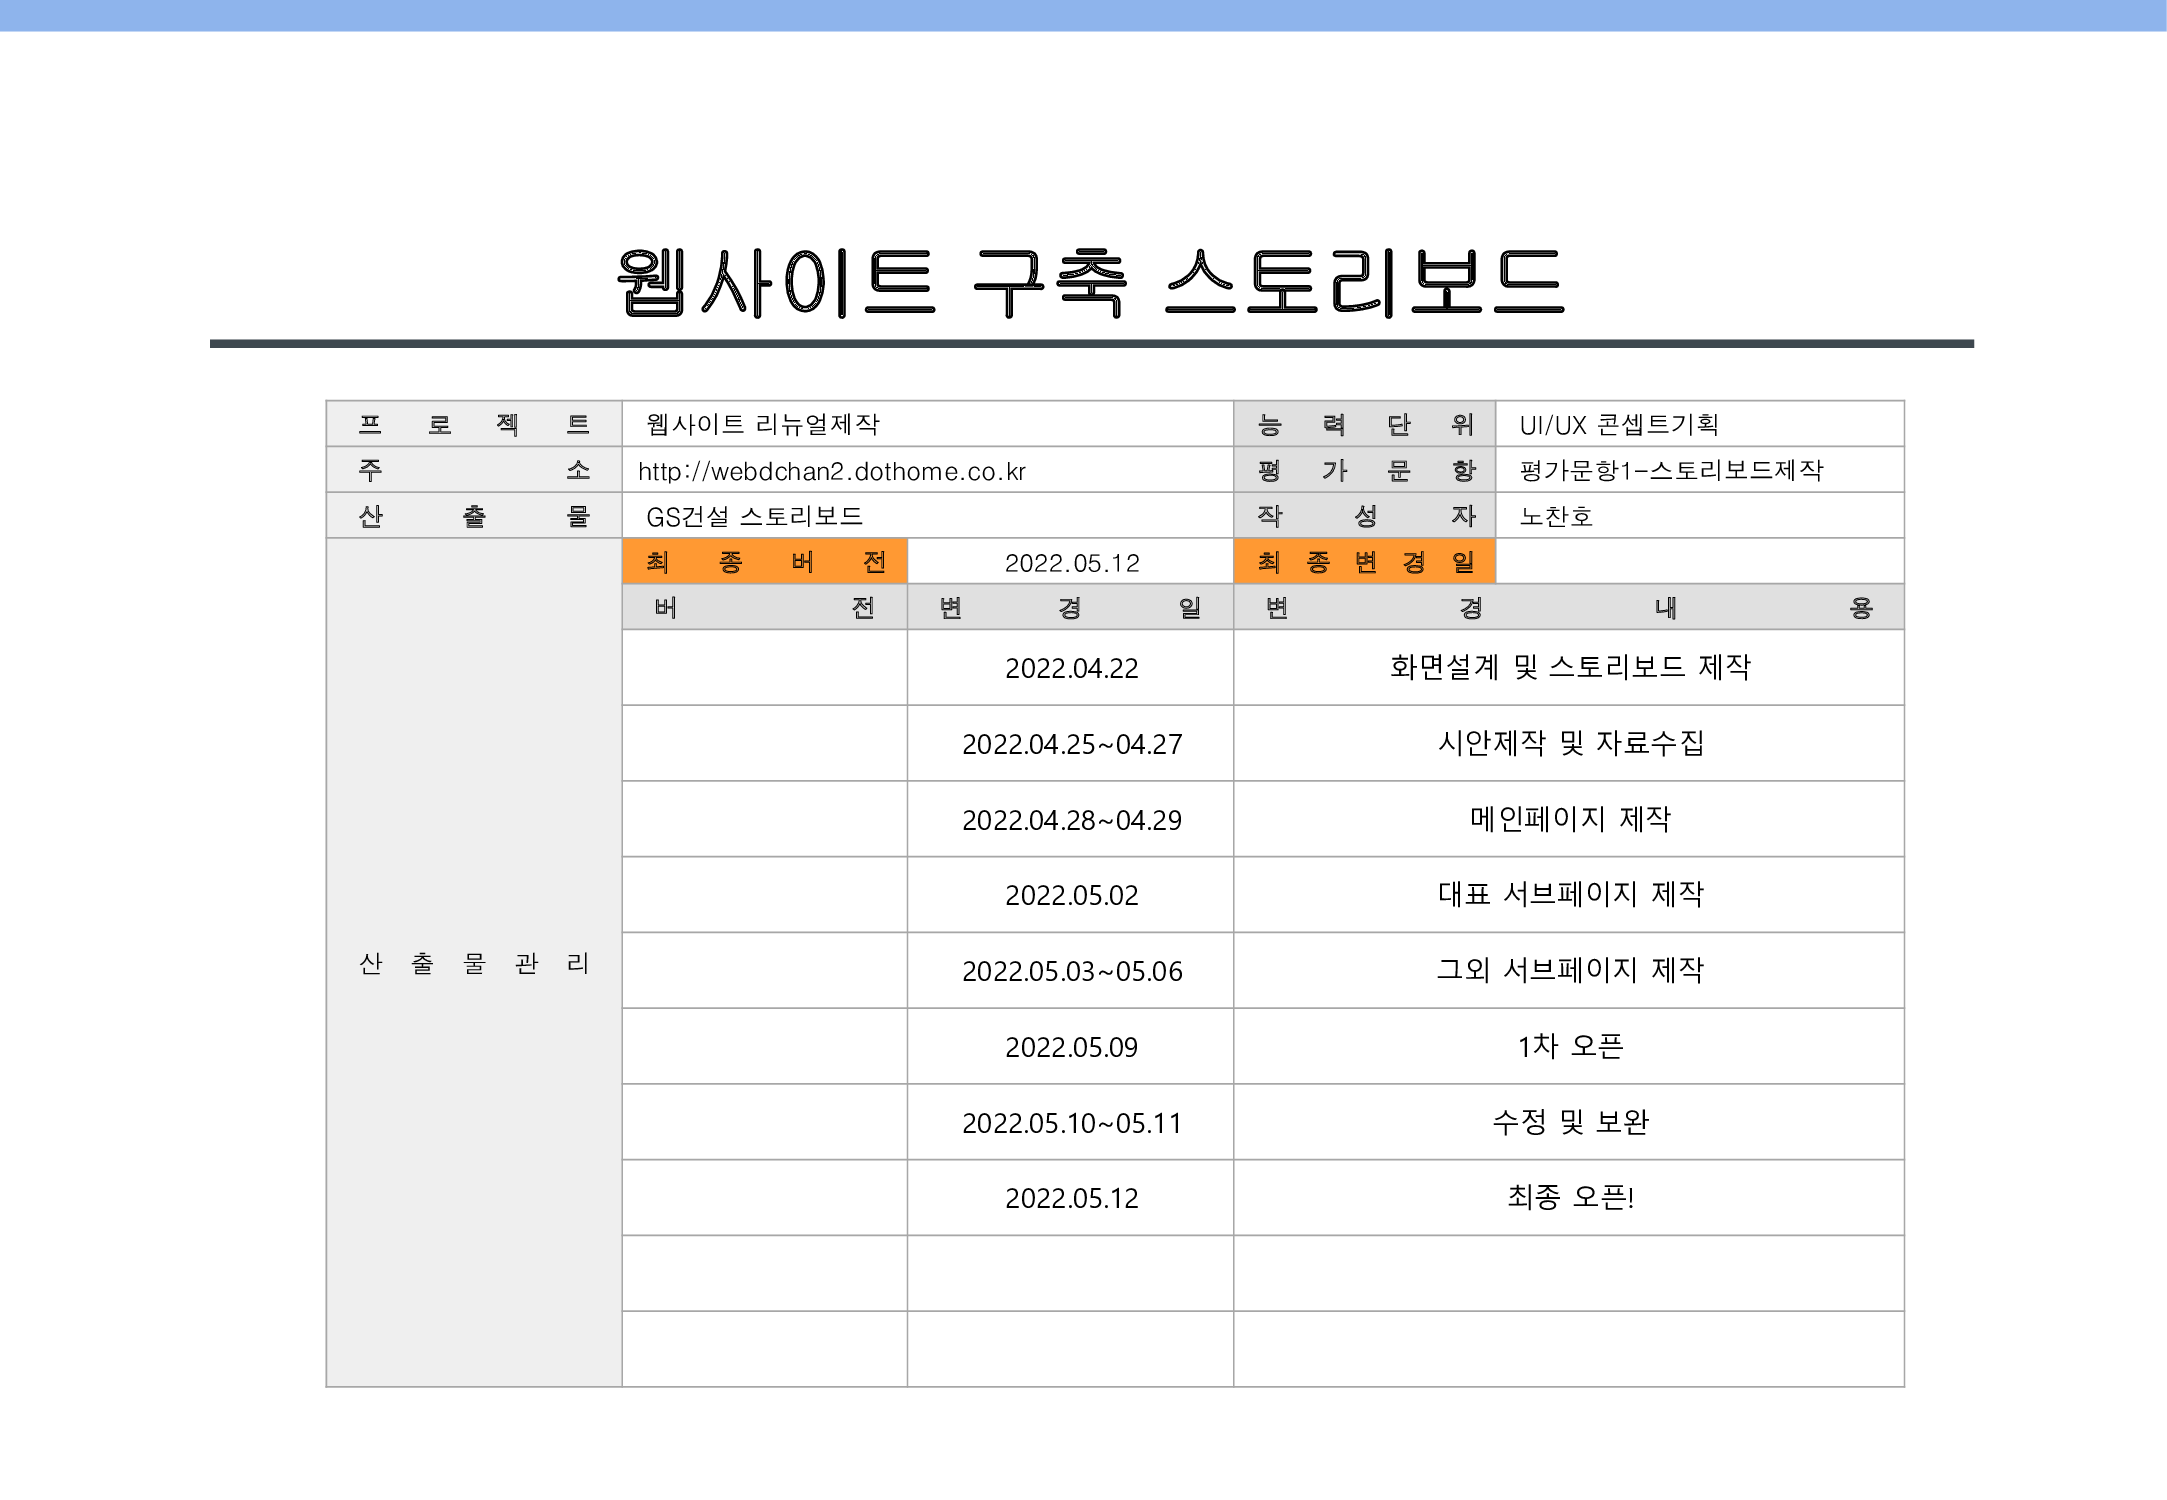 웹사이트 구축 스토리보드
프로젝트 웹사이트 리뉴얼제작 능력단위 UI/UX 콘셉트기획
주소 http://webdchan2.dothome.co.kr 평가문항 평가문항1-스토리보드제작
산출물 GS건설 스토리보드 작성자 노찬호
최종버전 2022.05.12 최종변경일
버전 변경일 변경내용
2022.04.22 화면설계 및 스토리보드 제작
2022.04.25~04.27 시안제작 및 자료수집
2022.04.28~04.29 메인페이지 제작
2022.05.02 대표 서브페이지 제작
산출물관리
2022.05.03~05.06 그외 서브페이지 제작
2022.05.09 1차 오픈
2022.05.10~05.11 수정 및 보완
2022.05.12 최종 오픈!